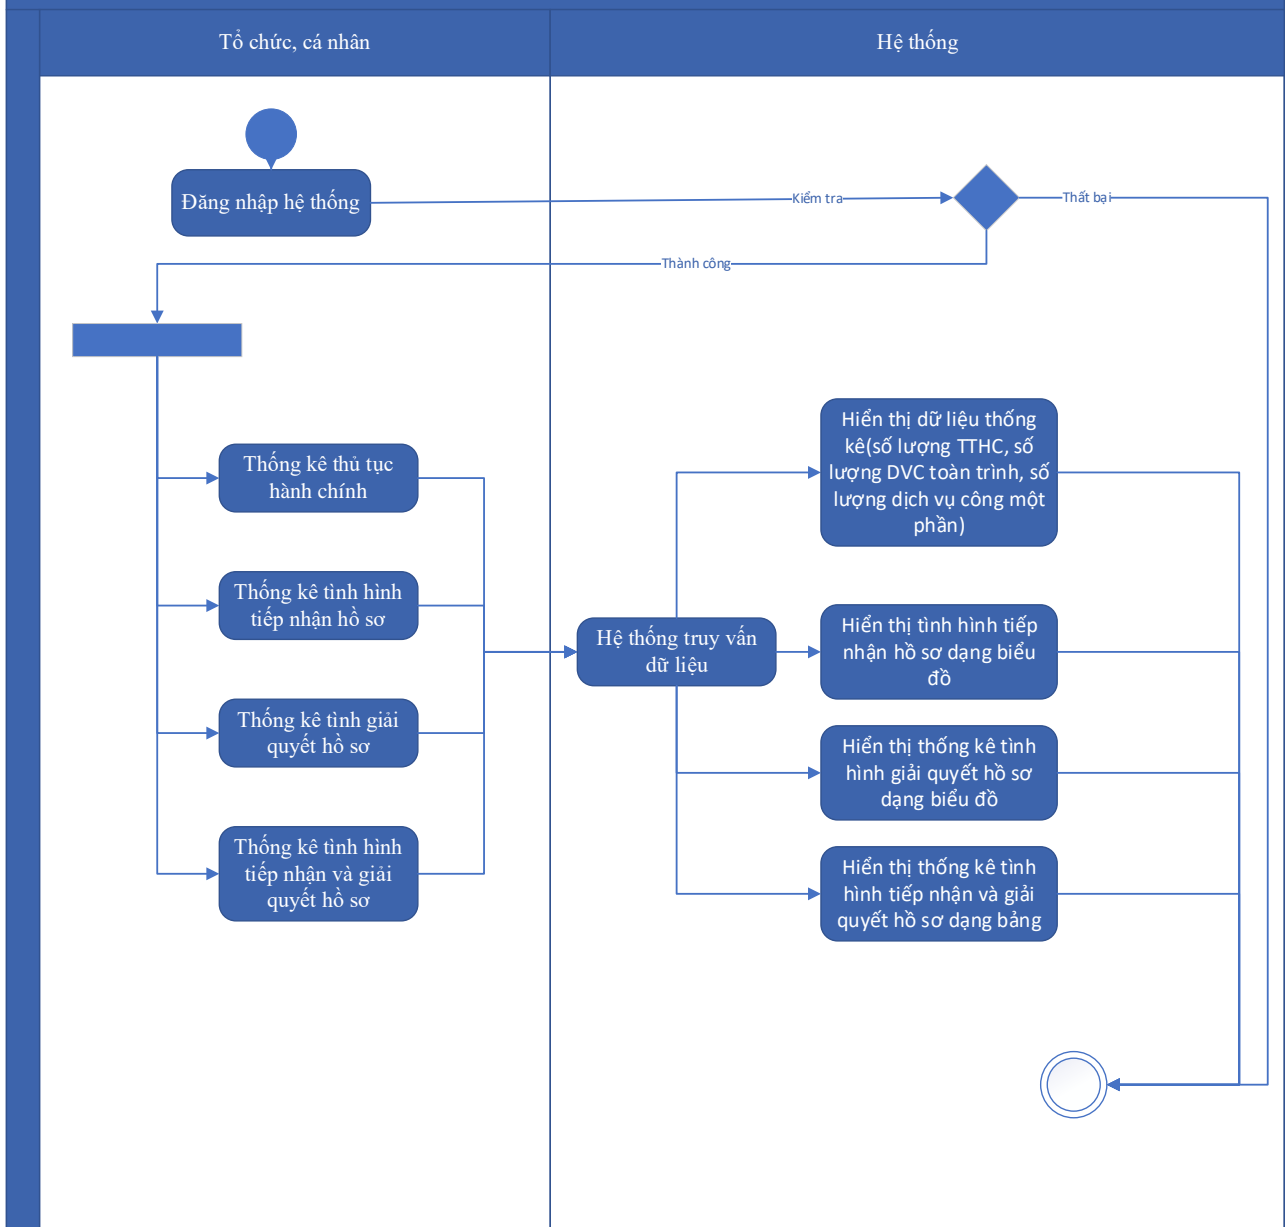 Tổ chức, cá nhân
Hệ thống
Đăng nhập hệ thống
Kiểm tra
Thất bại
Thành công
Thống kê thủ tục
hành chính
Thống kê tình hình
tiếp nhận hồ sơ
Thống kê tình giải
quyết hồ sơ
Thống kê tình hình
tiếp nhận và giải
quyết hồ sơ
Hệ thống truy vấn
dữ liệu
Hiển thị dữ liệu thống
kê(số lượng TTHC, số
lượng DVC toàn trình, số
lượng dịch vụ công một
phần)
Hiển thị tình hình tiếp
nhận hồ sơ dạng biểu
đồ
Hiển thị thống kê tình
hình giải quyết hồ sơ
dạng biểu đồ
Hiển thị thống kê tình
hình tiếp nhận và giải
quyết hồ sơ dạng bảng